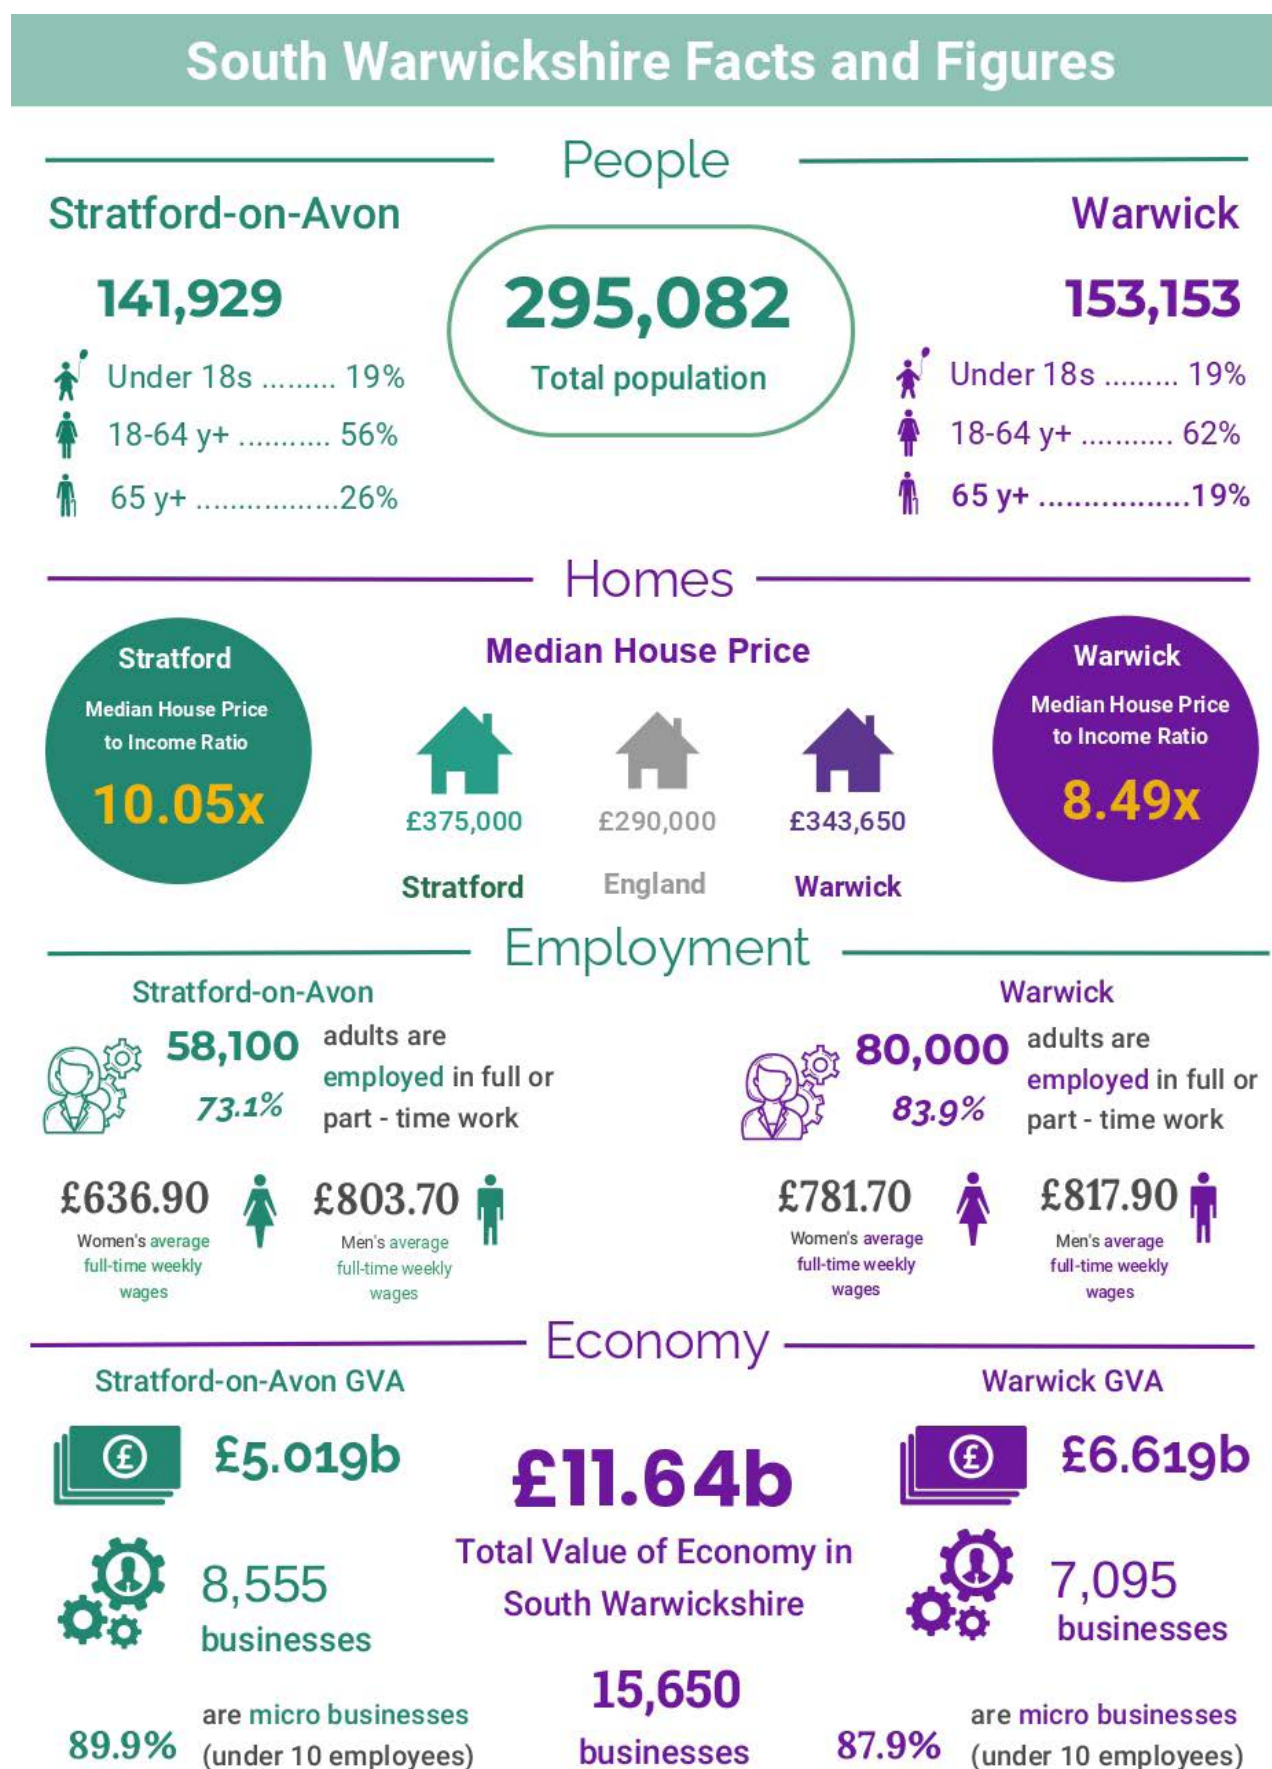 South Warwickshire Facts and Figures
People
Stratford-on-Avon
141,929
Under 18s ......... 19%
18-64 y+ ........... 56%
65 y+ ................26%
295,082
Total population
Warwick
153,153
Under 18s ......... 19%
18-64 y+ ........... 62%
65 y+ .................19%
Homes
Stratford
Median House Price
to Income Ratio
10.05x
Median House Price
£375,000
Stratford
£290,000
England
£343,650
Warwick
Warwick
Median House Price
to Income Ratio
8.49x
Employment
Stratford-on-Avon
58,100
73.1%
adults are
employed in full or
part - time work
£636.90
Women's average
full-time weekly
wages
£803.70
Men's average
full-time weekly
wages
Warwick
80,000
83.9%
adults are
employed in full or
part - time work
£781.70
Women's average
full-time weekly
wages
£817.90
Men's average
full-time weekly
wages
Economy
Stratford-on-Avon GVA
£
£5.019b
8,555
businesses
89.9%
are micro businesses
(under 10 employees)
£11.64b
Total Value of Economy in
South Warwickshire
15,650
businesses
Warwick GVA
£
£6.619b
7,095
businesses
87.9%
are micro businesses
(under 10 employees)